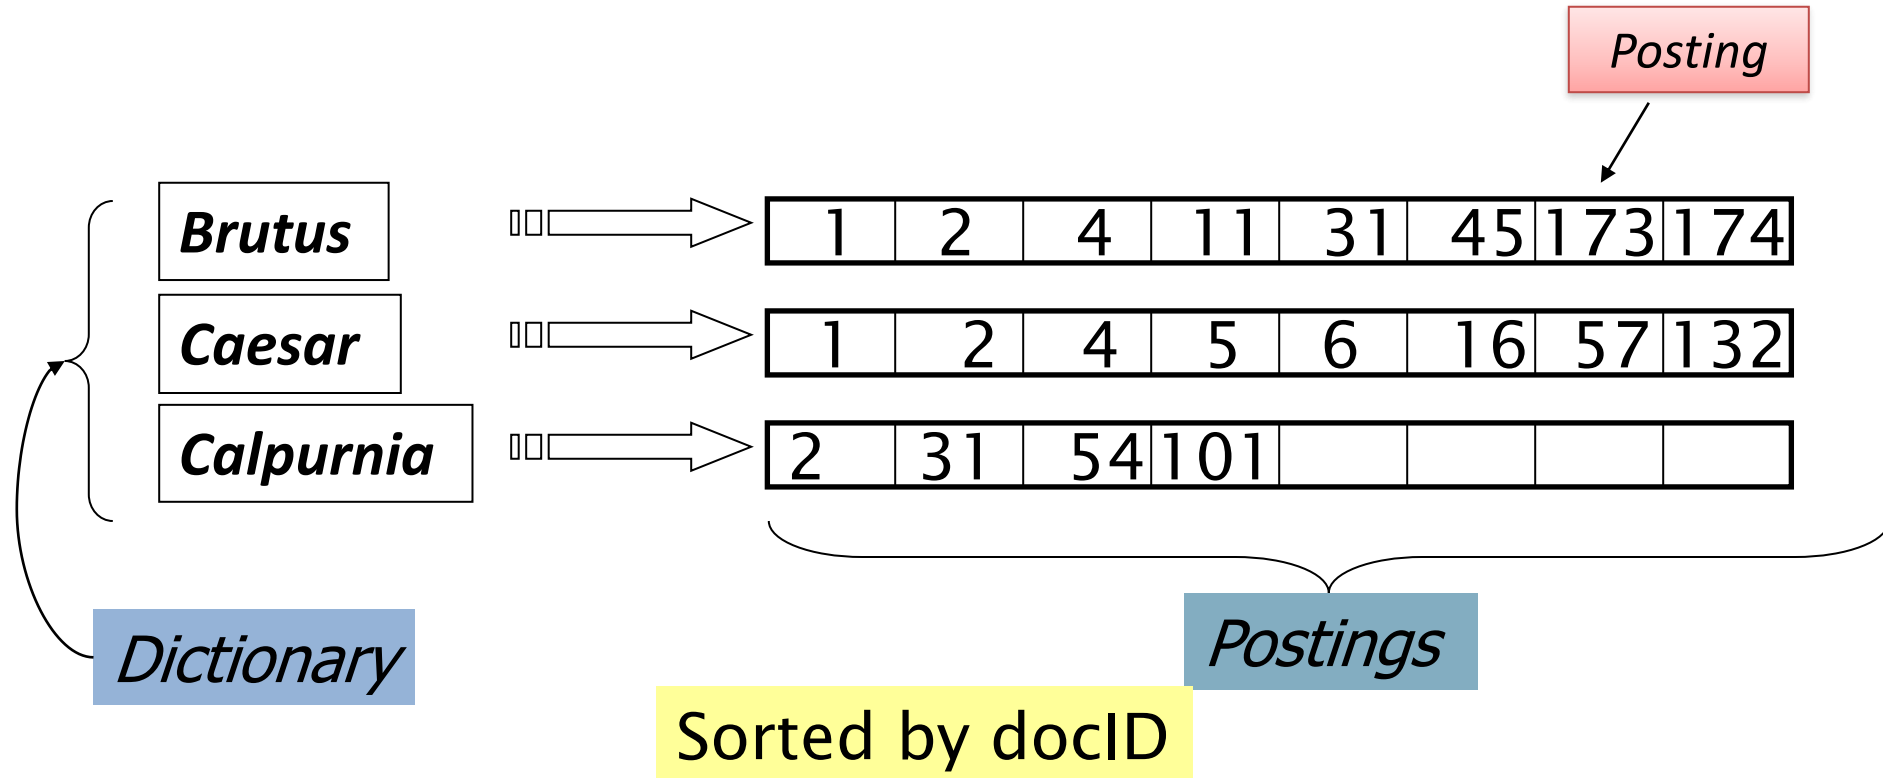 Posting
Brutus 1 2 4 11 31 45 173 174
Caesar 1 2 4 5 6 16 57 132
Calpurnia 2 31 54 101
Dictionary
Postings
Sorted by docID